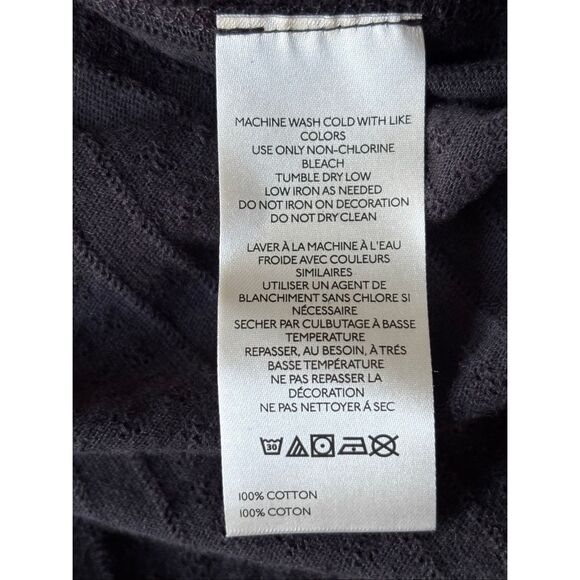 MACHINE WASH COLD WITH LIKE
COLORS
USE ONLY NON-CHLORINE
BLEACH
TUMBLE DRY LOW
LOW IRON AS NEEDED
DO NOT IRON ON DECORATION
DO NOT DRY CLEAN
LAVER À LA MACHINE À L'EAU
FROIDE AVEC COULEURS
SIMILAIRES
UTILISER UN AGENT DE
BLANCHIMENT SANS CHLORE SI
NÉCESSAIRE
SECHER PAR CULBUTAGE À BASSE
TEMPERATURE
REPASSER, AU BESOIN, À TRÉS
BASSE TEMPÉRATURE
NE PAS REPASSER LA
DÉCORATION
NE PAS NETTOYER Á SEC
30
100% COTTON
100% COTON